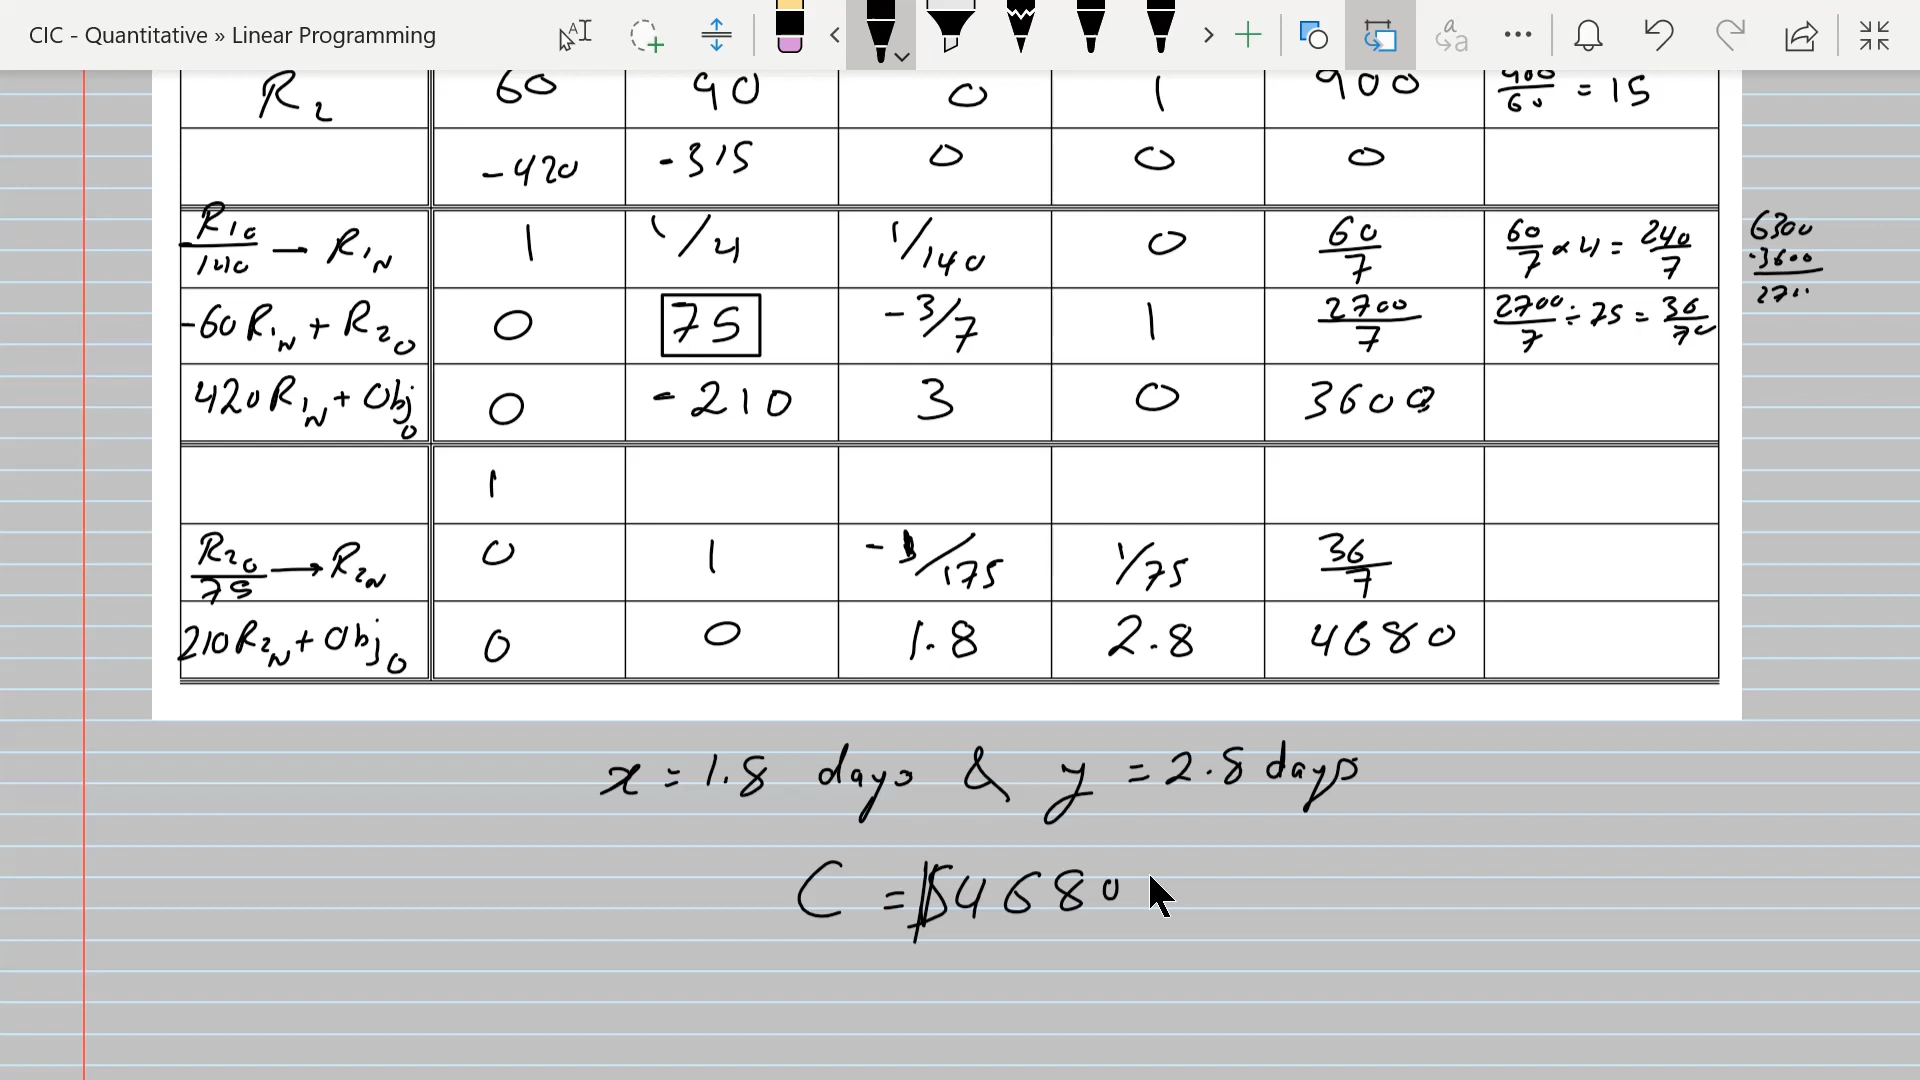 CIC - Quantitative » Linear Programming
R2 60 90 0 1 900 900/60 = 15
-420 -315 0 0 0
R1o/140 → R1N 1 1/4 1/140 0 60/7 60/7 × 4 = 240/7
6300
-3600
27..
-60R1N + R2o 0 75 -3/7 1 2700/7 2700/7 ÷ 75 = 36/7
420R1N + Objo 0 -210 3 0 3600
1
R2o/75 → R2N 0 1 /175 1/75 36/7
210R2N + Objo 0 0 1.8 2.8 4680
x = 1.8 days & y = 2.8 days
C = $4680